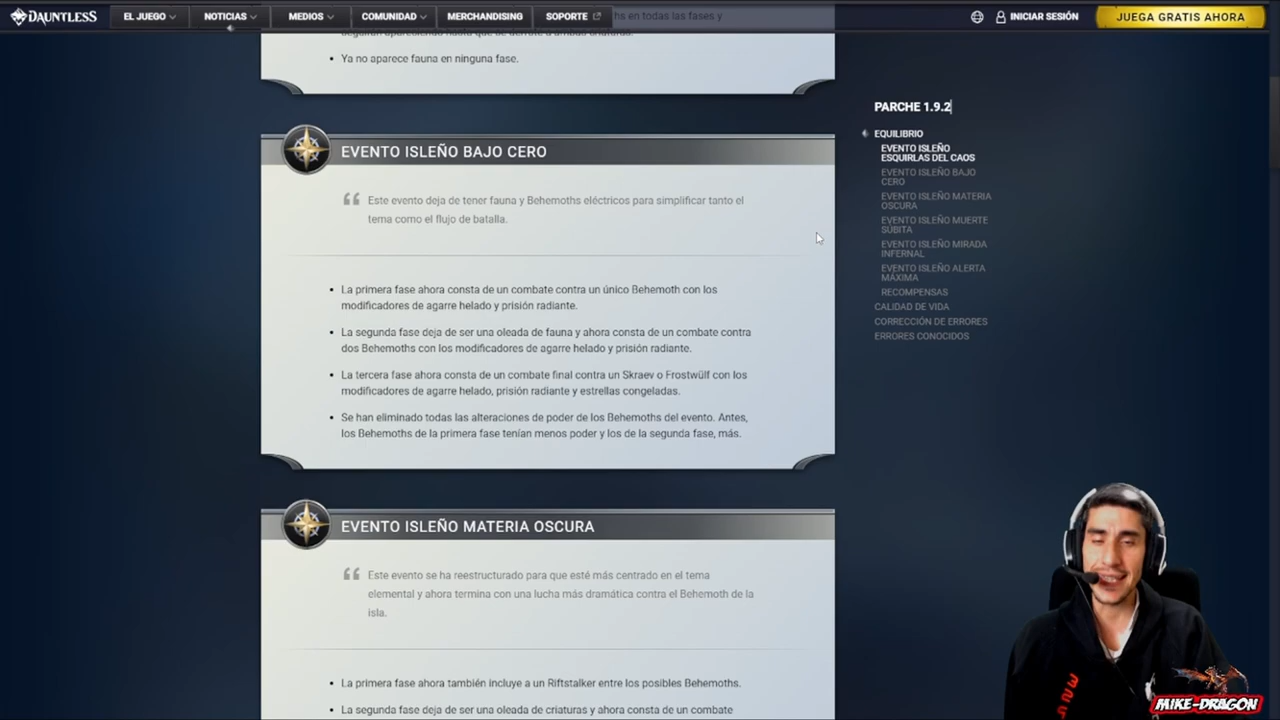 DAUNTLESS
EL JUEGO
NOTICIAS
MEDIOS
COMUNIDAD
MERCHANDISING
SOPORTE
INICIAR SESIÓN
JUEGA GRATIS AHORA
en todas las fases y
Ya no aparece fauna en ninguna fase.
EVENTO ISLEÑO BAJO CERO
Este evento deja de tener fauna y Behemoths eléctricos para simplificar tanto el
tema como el flujo de batalla.
• La primera fase ahora consta de un combate contra un único Behemoth con los
modificadores de agarre helado y prisión radiante.
• La segunda fase deja de ser una oleada de fauna y ahora consta de un combate contra
dos Behemoths con los modificadores de agarre helado y prisión radiante.
• La tercera fase ahora consta de un combate final contra un Skraev o Frostwülf con los
modificadores de agarre helado, prisión radiante y estrellas congeladas.
• Se han eliminado todas las alteraciones de poder de los Behemoths del evento. Antes,
los Behemoths de la primera fase tenían menos poder y los de la segunda fase, más.
EVENTO ISLEÑO MATERIA OSCURA
Este evento se ha reestructurado para que esté más centrado en el tema
elemental y ahora termina con una lucha más dramática contra el Behemoth de la
isla.
• La primera fase ahora también incluye a un Riftstalker entre los posibles Behemoths.
• La segunda fase deja de ser una oleada de criaturas y ahora consta de un combate
PARCHE 1.9.2
EQUILIBRIO
EVENTO ISLEÑO
ESQUIRLAS DEL CAOS
EVENTO ISLEÑO BAJO
CERO
EVENTO ISLEÑO MATERIA
OSCURA
EVENTO ISLEÑO MUERTE
SÚBITA
EVENTO ISLEÑO MIRADA
INFERNAL
EVENTO ISLEÑO ALERTA
MÁXIMA
RECOMPENSAS
CALIDAD DE VIDA
CORRECCIÓN DE ERRORES
ERRORES CONOCIDOS
MIKE-DRAGON